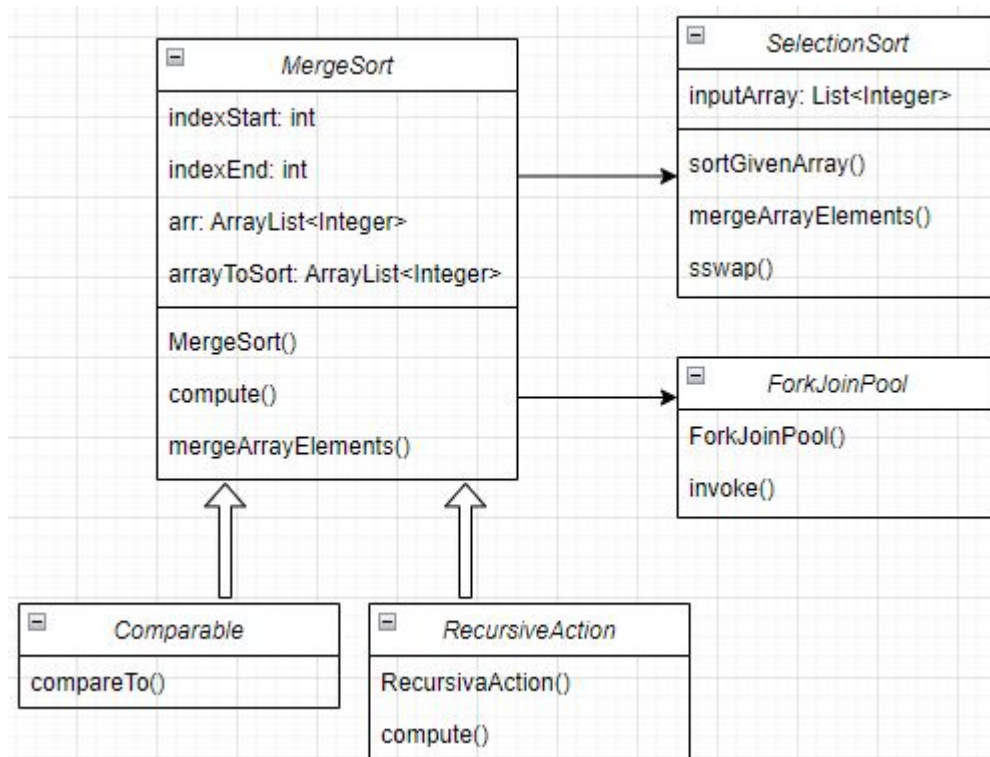 MergeSort
indexStart: int
indexEnd: int
arr: ArrayList<Integer>
arrayToSort: ArrayList<Integer>
MergeSort()
compute()
mergeArrayElements()
SelectionSort
inputArray: List<Integer>
sortGivenArray()
mergeArrayElements()
sswap()
ForkJoinPool
ForkJoinPool()
invoke()
Comparable
compareTo()
RecursiveAction
RecursivaAction()
compute()